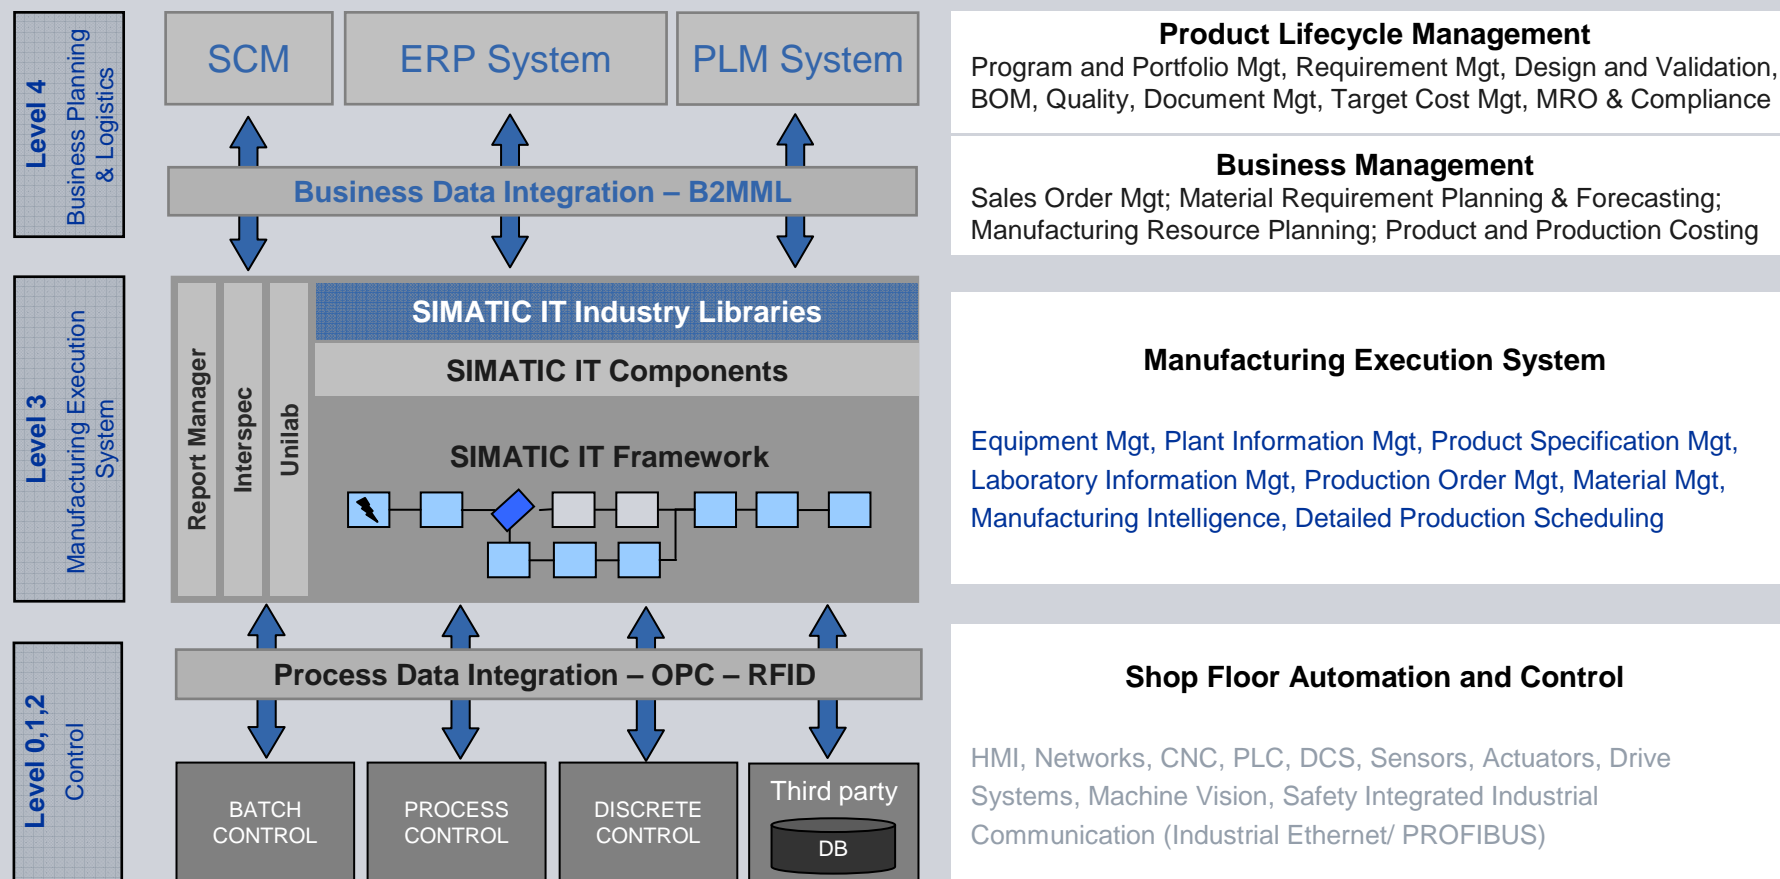 Level 4
Business Planning
& Logistics
SCM
ERP System
PLM System
Business Data Integration – B2MML
Product Lifecycle Management
Program and Portfolio Mgt, Requirement Mgt, Design and Validation,
BOM, Quality, Document Mgt, Target Cost Mgt, MRO & Compliance
Business Management
Sales Order Mgt; Material Requirement Planning & Forecasting;
Manufacturing Resource Planning; Product and Production Costing
Level 3
Manufacturing Execution
System
Report Manager
Interspec
Unilab
SIMATIC IT Industry Libraries
SIMATIC IT Components
SIMATIC IT Framework
Manufacturing Execution System
Equipment Mgt, Plant Information Mgt, Product Specification Mgt,
Laboratory Information Mgt, Production Order Mgt, Material Mgt,
Manufacturing Intelligence, Detailed Production Scheduling
Level 0,1,2
Control
Process Data Integration – OPC – RFID
BATCH
CONTROL
PROCESS
CONTROL
DISCRETE
CONTROL
Third party
DB
Shop Floor Automation and Control
HMI, Networks, CNC, PLC, DCS, Sensors, Actuators, Drive
Systems, Machine Vision, Safety Integrated Industrial
Communication (Industrial Ethernet/ PROFIBUS)